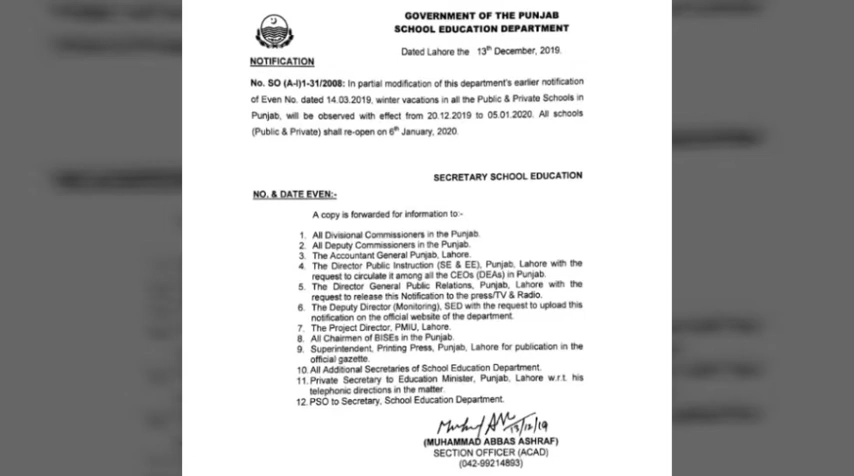 GOVERNMENT OF THE PUNJAB
SCHOOL EDUCATION DEPARTMENT
Dated Lahore the 13th December, 2019.
NOTIFICATION
No. SO (A-I)1-31/2008: In partial modification of this department's earlier notification
of Even No. dated 14.03.2019, winter vacations in all the Public & Private Schools in
Punjab, will be observed with effect from 20.12.2019 to 05.01.2020. All schools
(Public & Private) shall re-open on 6th January, 2020.
SECRETARY SCHOOL EDUCATION
NO. & DATE EVEN:-
A copy is forwarded for information to:-
1. All Divisional Commissioners in the Punjab.
2. All Deputy Commissioners in the Punjab.
3. The Accountant General Punjab, Lahore.
4. The Director Public Instruction (SE & EE), Punjab, Lahore with the
request to circulate it among all the CEOs (DEAs) in Punjab.
5. The Director General Public Relations, Punjab, Lahore with the
request to release this Notification to the press/TV & Radio.
6. The Deputy Director (Monitoring), SED with the request to upload this
notification on the official website of the department.
7. The Project Director, PMIU, Lahore.
8. All Chairmen of BISEs in the Punjab.
9. Superintendent, Printing Press, Punjab, Lahore for publication in the
official gazette.
10. All Additional Secretaries of School Education Department.
11. Private Secretary to Education Minister, Punjab, Lahore w.r.t. his
telephonic directions in the matter.
12. PSO to Secretary, School Education Department.
13/12/19
(MUHAMMAD ABBAS ASHRAF)
SECTION OFFICER (ACAD)
(042-99214893)